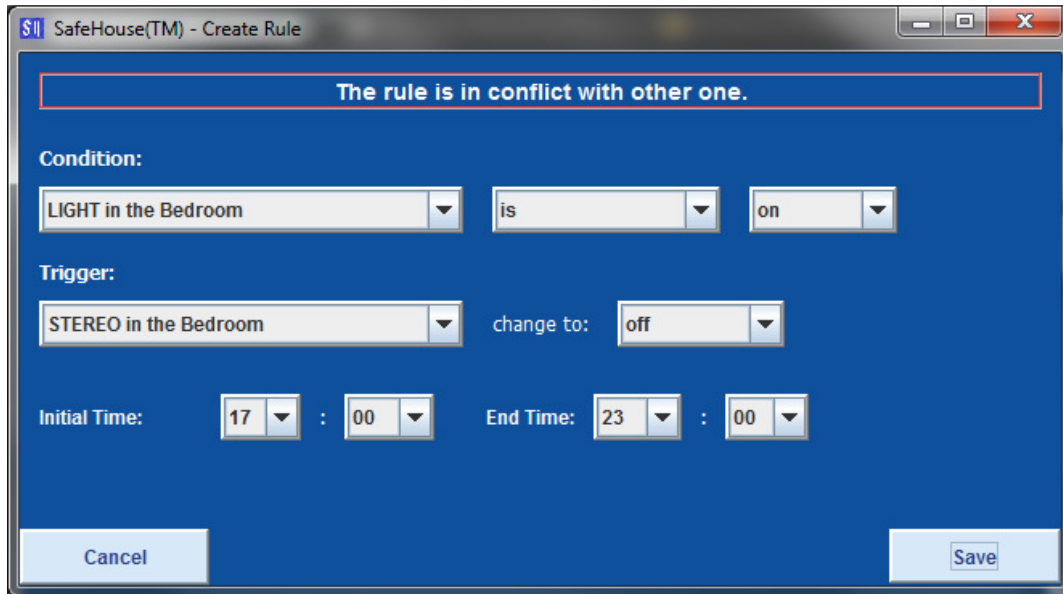 SafeHouse(TM) - Create Rule
The rule is in conflict with other one.
Condition:
LIGHT in the Bedroom is on
Trigger:
STEREO in the Bedroom change to: off
Initial Time: 17 : 00 End Time: 23 : 00
Cancel Save